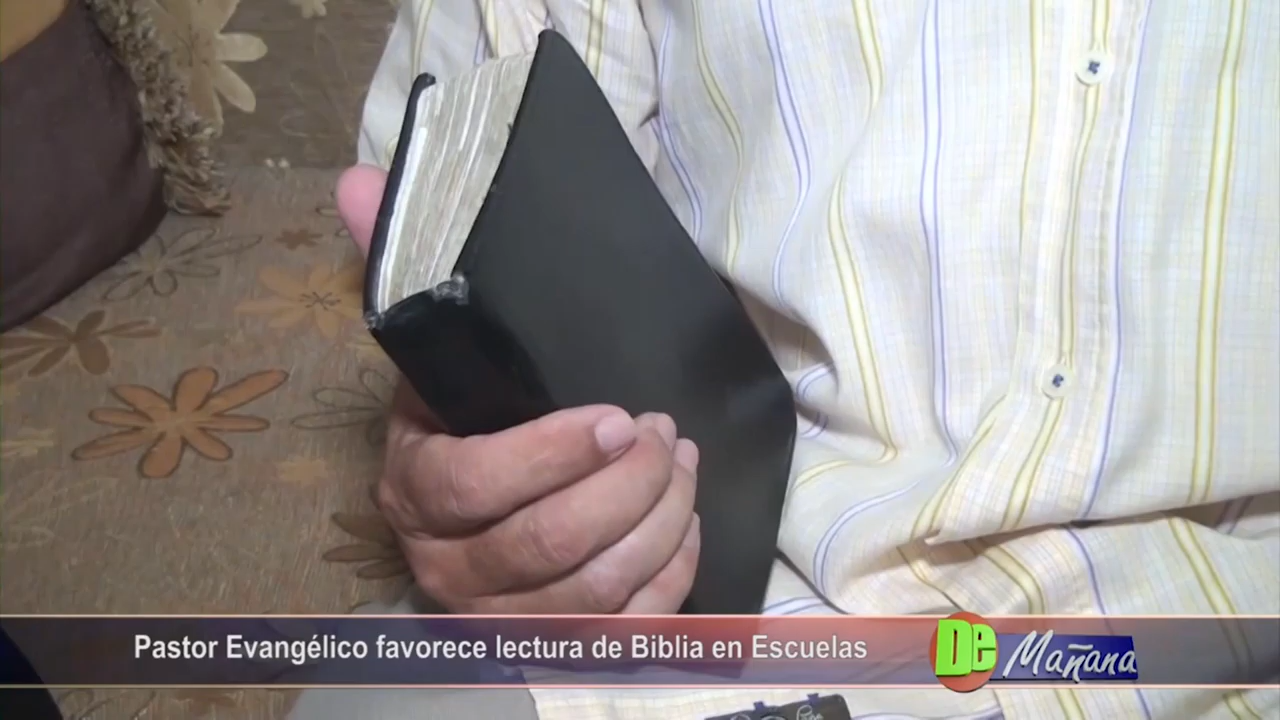 Pastor Evangélico favorece lectura de Biblia en Escuelas
De Mañana